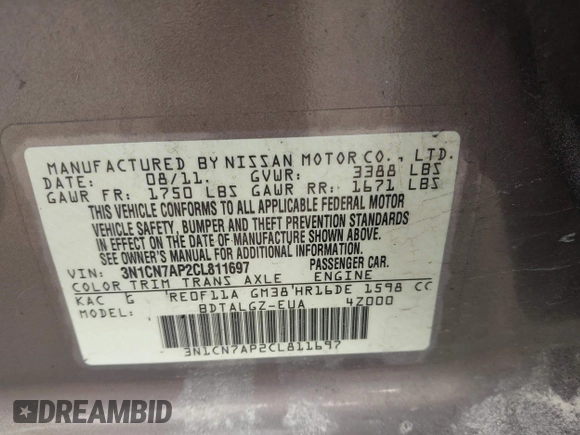 MANUFACTURED BY NISSAN MOTOR CO., LTD.
DATE: 08/11. GVWR: 3388 LBS
GAWR FR: 1750 LBS GAWR RR: 1671 LBS
THIS VEHICLE CONFORMS TO ALL APPLICABLE FEDERAL MOTOR
VEHICLE SAFETY, BUMPER AND THEFT PREVENTION STANDARDS
IN EFFECT ON THE DATE OF MANUFACTURE SHOWN ABOVE.
SEE OWNER'S MANUAL FOR ADDITIONAL INFORMATION.
VIN: 3N1CN7AP2CL811697 PASSENGER CAR.
COLOR TRIM TRANS AXLE ENGINE
KAC G 'RE0F11A GM38'HR16DE 1598 CC
MODEL: BDTALGZ-EUA 4Z000
3N1CN7AP2CL811697
DREAMBID